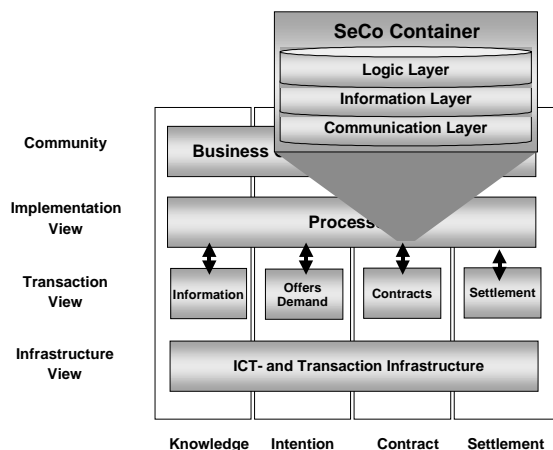 SeCo Container
Logic Layer
Information Layer
Communication Layer
Community
Business
Implementation
View
Process
Transaction
View
Information
Offers
Demand
Contracts
Settlement
Infrastructure
View
ICT- and Transaction Infrastructure
Knowledge Intention Contract Settlement